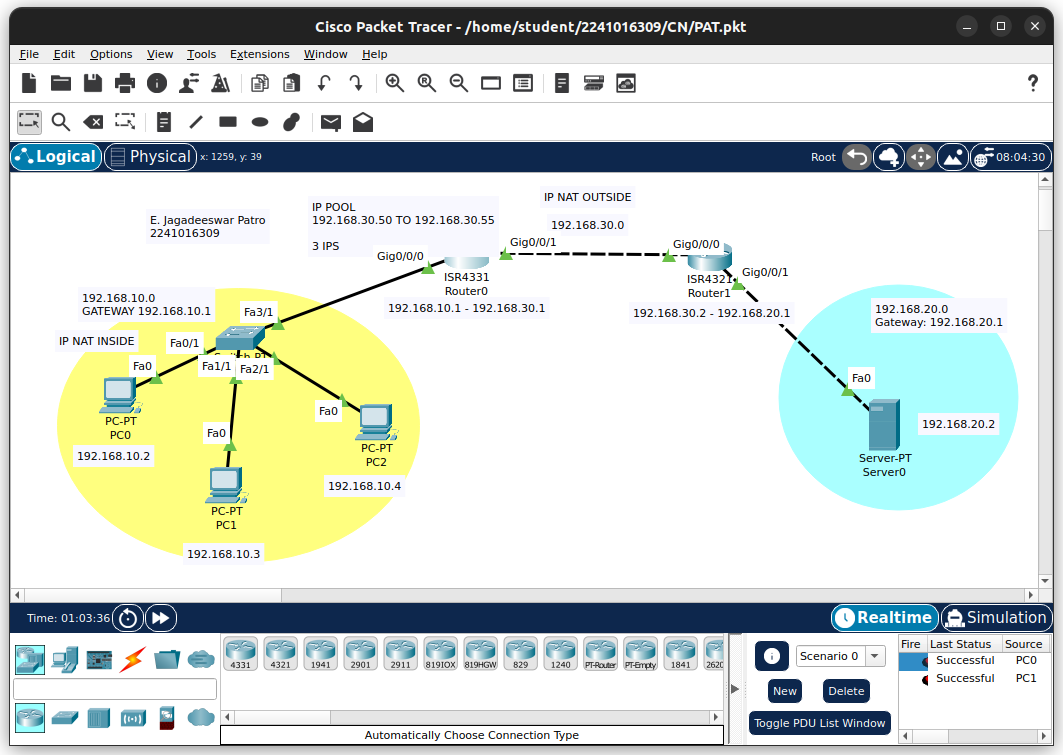 Cisco Packet Tracer - /home/student/2241016309/CN/PAT.pkt
File Edit Options View Tools Extensions Window Help
?
Logical
Physical
x: 1259, y: 39
Root
08:04:30
E. Jagadeeswar Patro
2241016309
IP POOL
192.168.30.50 TO 192.168.30.55
3 IPS
IP NAT OUTSIDE
192.168.30.0
Gig0/0/0
Gig0/0/1
Gig0/0/0
Gig0/0/1
ISR4331
Router0
ISR4321
Router1
192.168.10.1 - 192.168.30.1
192.168.30.2 - 192.168.20.1
192.168.10.0
GATEWAY 192.168.10.1
Fa3/1
IP NAT INSIDE
Fa0/1
Switch-PT
Fa0
Fa1/1
Fa2/1
PC-PT
PC0
192.168.10.2
Fa0
Fa0
PC-PT
PC2
192.168.10.4
PC-PT
PC1
192.168.10.3
192.168.20.0
Gateway: 192.168.20.1
Fa0
192.168.20.2
Server-PT
Server0
Time: 01:03:36
Realtime
Simulation
4331 4321 1941 2901 2911 819IOX 819HGW 829 1240 PT-Router PT-Empty 1841 2620
Automatically Choose Connection Type
Scenario 0
New
Delete
Toggle PDU List Window
Fire Last Status Source
Successful PC0
Successful PC1